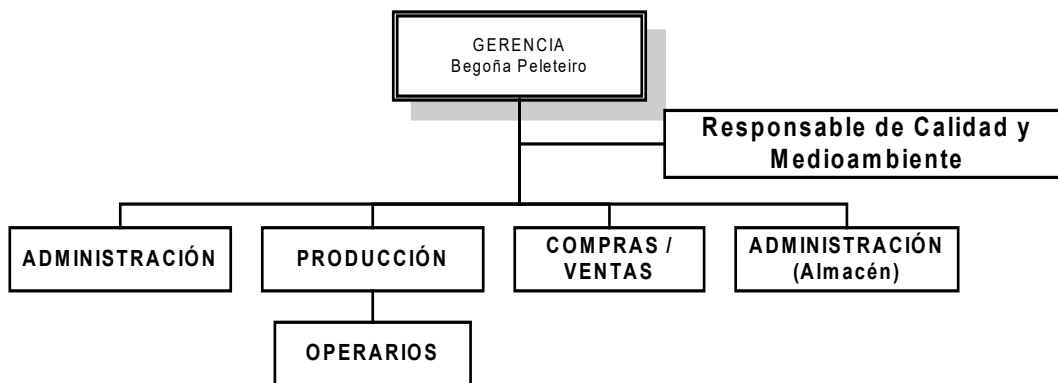 GERENCIA
Begoña Peleteiro
Responsable de Calidad y
Medioambiente
ADMINISTRACIÓN
PRODUCCIÓN
COMPRAS /
VENTAS
ADMINISTRACIÓN
(Almacén)
OPERARIOS